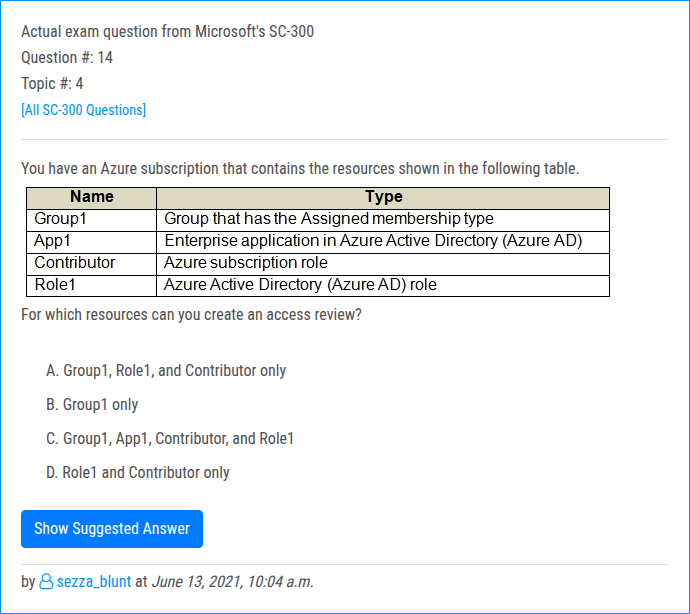 Actual exam question from Microsoft's SC-300
Question #: 14
Topic #: 4
[All SC-300 Questions]
You have an Azure subscription that contains the resources shown in the following table.
Name Type
Group1 Group that has the Assigned membership type
App1 Enterprise application in Azure Active Directory (Azure AD)
Contributor Azure subscription role
Role1 Azure Active Directory (Azure AD) role
For which resources can you create an access review?
A. Group1, Role1, and Contributor only
B. Group1 only
C. Group1, App1, Contributor, and Role1
D. Role1 and Contributor only
Show Suggested Answer
by sezza_blunt at June 13, 2021, 10:04 a.m.